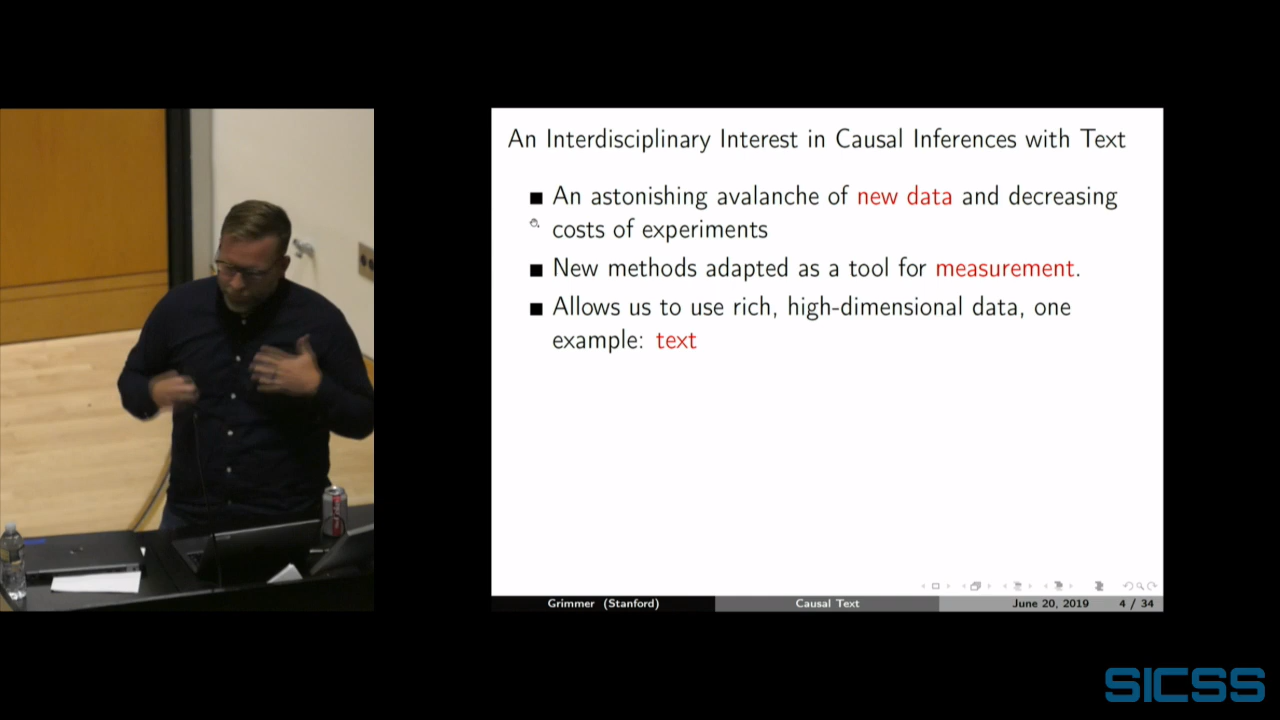 An Interdisciplinary Interest in Causal Inferences with Text
■ An astonishing avalanche of new data and decreasing
costs of experiments
■ New methods adapted as a tool for measurement.
■ Allows us to use rich, high-dimensional data, one
example: text
Grimmer (Stanford) Causal Text June 20, 2019 4 / 34
SICSS